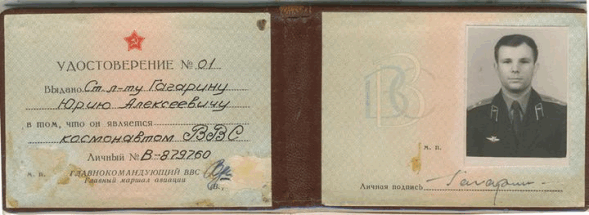 УДОСТОВЕРЕНИЕ № 01
Выдано Ст. л-ту Гагарину
Юрию Алексеевичу
в том, что он является
космонавтом ВВС
Личный № В-879760
м. п. ГЛАВНОКОМАНДУЮЩИЙ ВВС
Главный маршал авиации
ВВС
м. п.
Личная подпись Гагарин